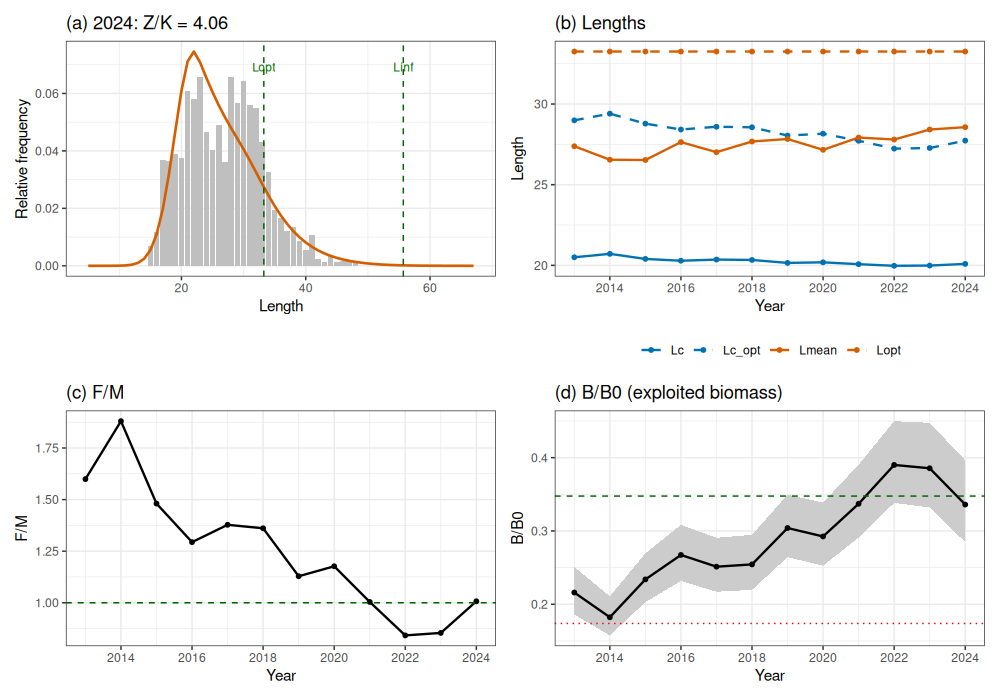 (a) 2024: Z/K = 4.06
Relative frequency
0.06
0.04
0.02
0.00
Lopt
Linf
20
40
60
Length
(b) Lengths
Length
30
25
20
2014
2016
2018
2020
2022
2024
Year
Lc
Lc_opt
Lmean
Lopt
(c) F/M
F/M
1.75
1.50
1.25
1.00
2014
2016
2018
2020
2022
2024
Year
(d) B/B0 (exploited biomass)
B/B0
0.4
0.3
0.2
2014
2016
2018
2020
2022
2024
Year